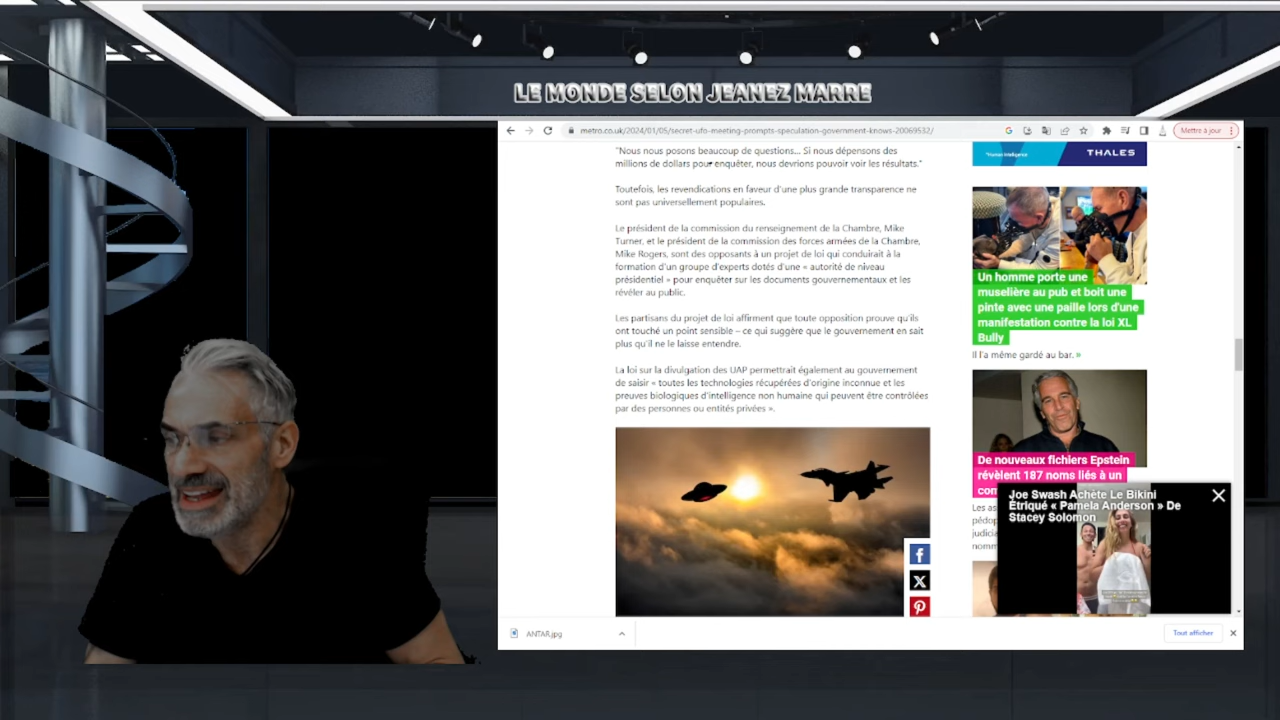 LE MONDE SELON JEANEZ MARRE
metro.co.uk/2024/01/05/secret-ufo-meeting-prompts-speculation-government-knows-20069532/
Mettre à jour
"Nous nous posons beaucoup de questions... Si nous dépensons des
millions de dollars pour enquêter, nous devrions pouvoir voir les résultats."
Toutefois, les revendications en faveur d'une plus grande transparence ne
sont pas universellement populaires.
Le président de la commission du renseignement de la Chambre, Mike
Turner, et le président de la commission des forces armées de la Chambre,
Mike Rogers, sont des opposants à un projet de loi qui conduirait à la
formation d'un groupe d'experts dotés d'une « autorité de niveau
présidentiel » pour enquêter sur les documents gouvernementaux et les
révéler au public.
Les partisans du projet de loi affirment que toute opposition prouve qu'ils
ont touché un point sensible – ce qui suggère que le gouvernement en sait
plus qu'il ne le laisse entendre.
La loi sur la divulgation des UAP permettrait également au gouvernement
de saisir « toutes les technologies récupérées d'origine inconnue et les
preuves biologiques d'intelligence non humaine qui peuvent être contrôlées
par des personnes ou entités privées ».
THALES
Un homme porte une
muselière au pub et boit une
pinte avec une paille lors d'une
manifestation contre la loi XL
Bully
Il l'a même gardé au bar.
De nouveaux fichiers Epstein
révèlent 187 noms liés à un
com
Les as
pédop
judicia
nomm
Joe Swash Achète Le Bikini
Étriqué « Pamela Anderson » De
Stacey Solomon
ANTAR.jpg
Tout afficher